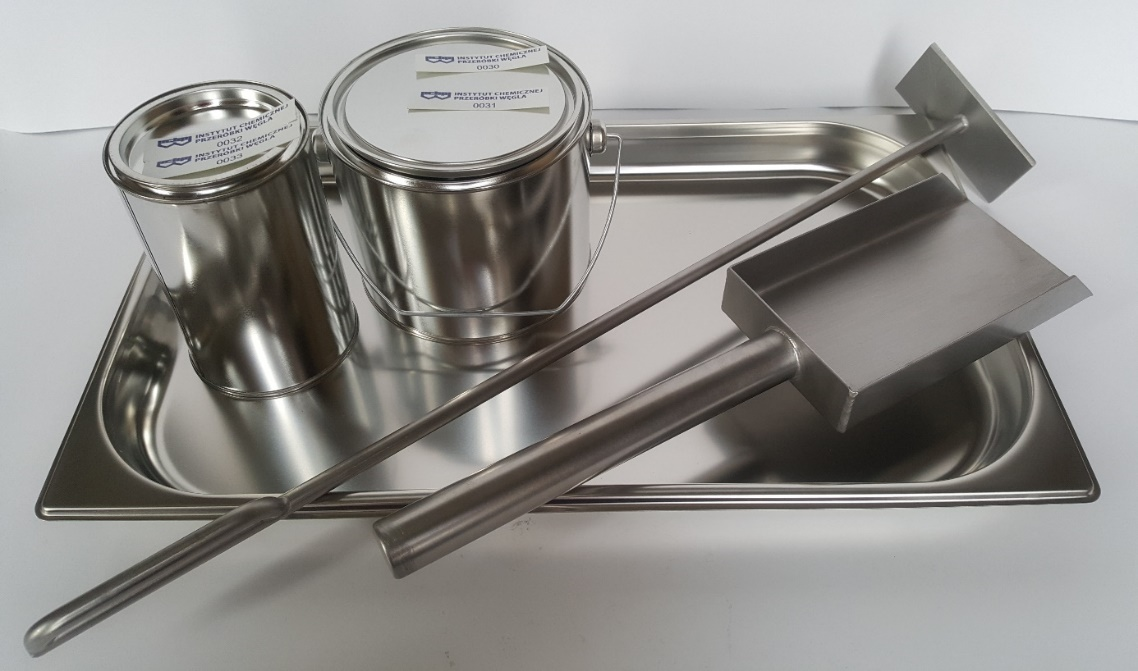 INSTYTUT CHEMICZNEJ
PRZERÓBKI WĘGLA
0030
INSTYTUT CHEMICZNEJ
PRZERÓBKI WĘGLA
0031
INSTYTUT CHEMICZNEJ
PRZERÓBKI WĘGLA
0032
INSTYTUT CHEMICZNEJ
PRZERÓBKI WĘGLA
0033